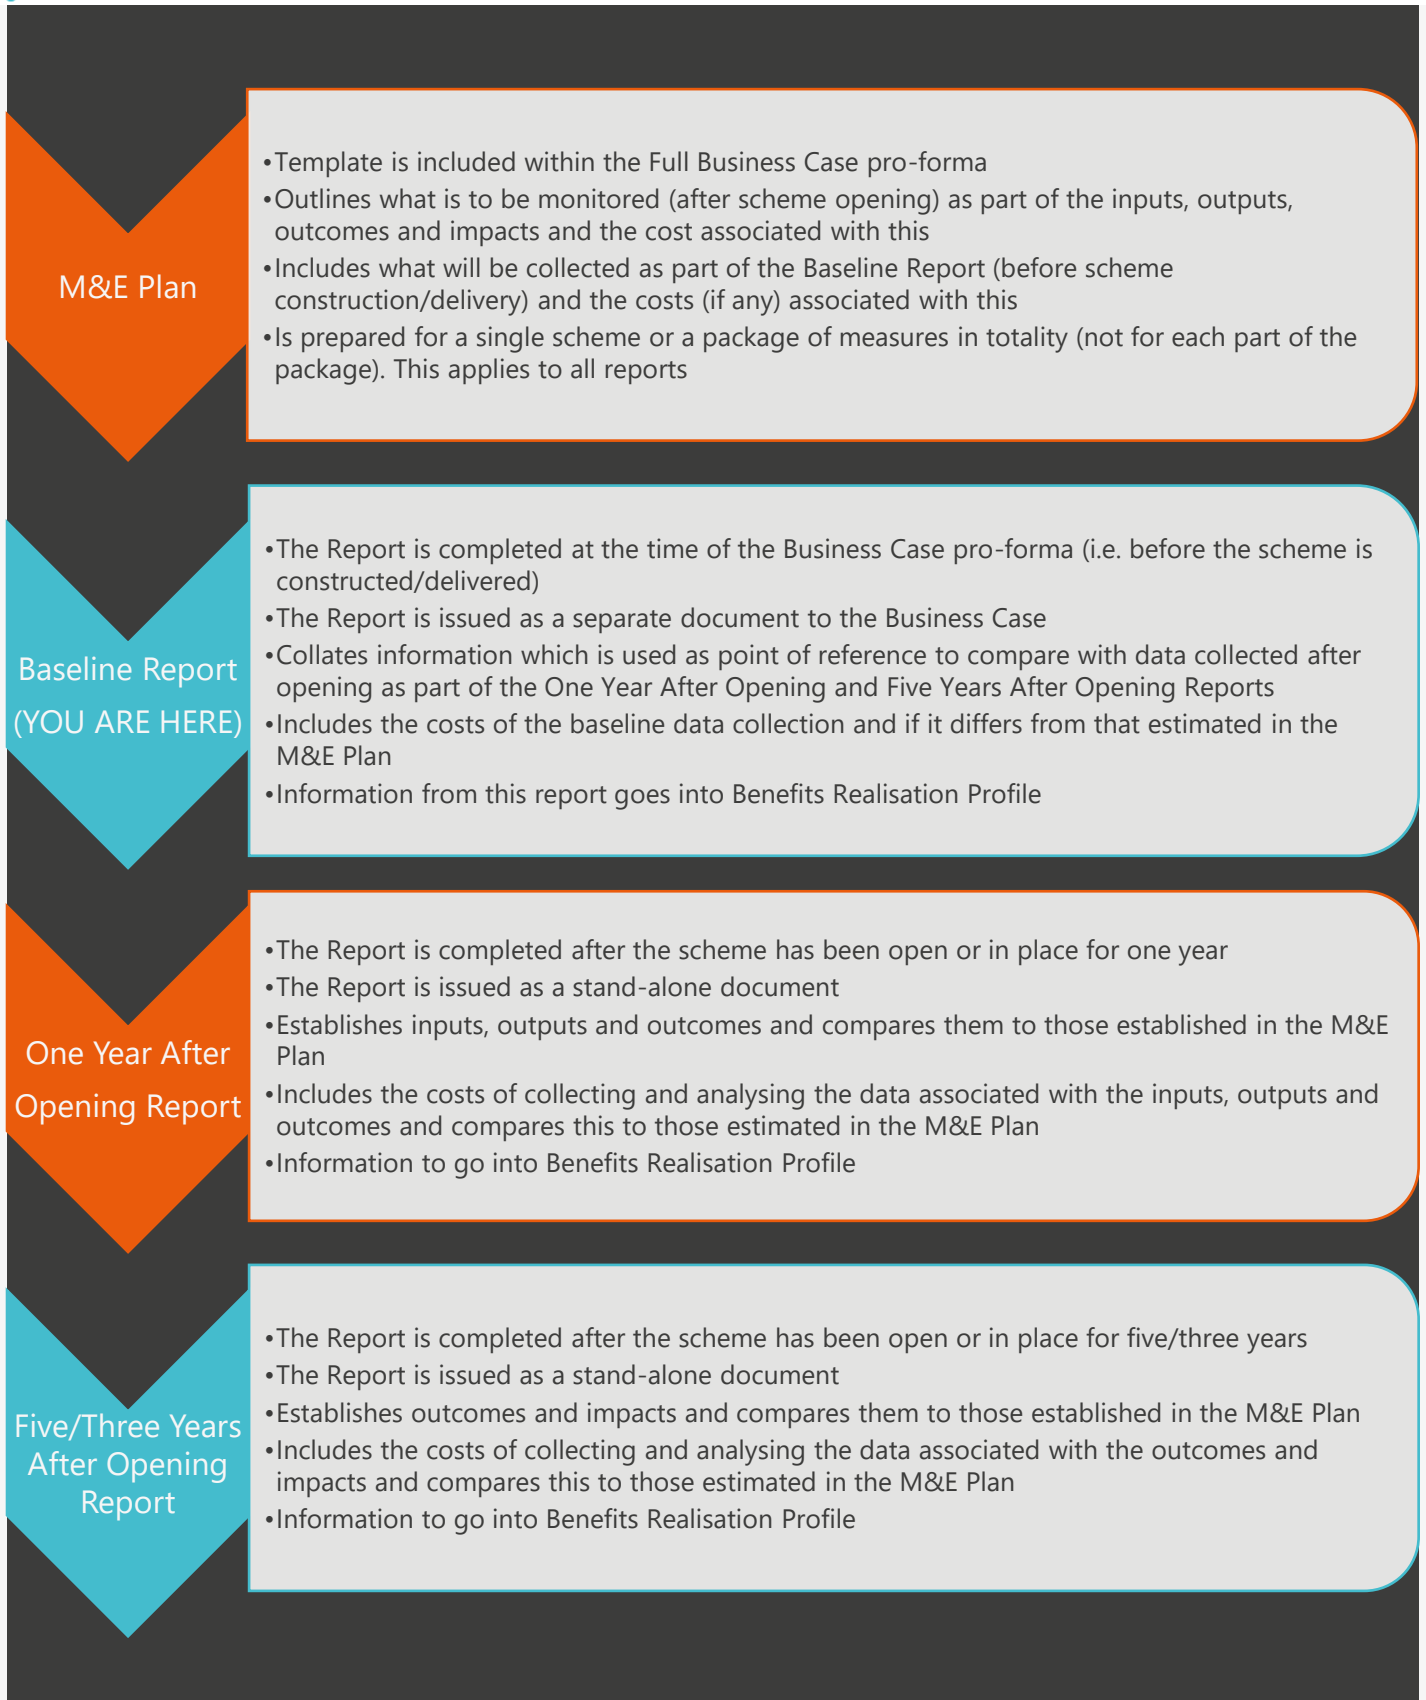 M&E Plan
•Template is included within the Full Business Case pro-forma
•Outlines what is to be monitored (after scheme opening) as part of the inputs, outputs,
outcomes and impacts and the cost associated with this
•Includes what will be collected as part of the Baseline Report (before scheme
construction/delivery) and the costs (if any) associated with this
•Is prepared for a single scheme or a package of measures in totality (not for each part of the
package). This applies to all reports
Baseline Report
(YOU ARE HERE)
•The Report is completed at the time of the Business Case pro-forma (i.e. before the scheme is
constructed/delivered)
•The Report is issued as a separate document to the Business Case
•Collates information which is used as point of reference to compare with data collected after
opening as part of the One Year After Opening and Five Years After Opening Reports
•Includes the costs of the baseline data collection and if it differs from that estimated in the
M&E Plan
•Information from this report goes into Benefits Realisation Profile
One Year After
Opening Report
•The Report is completed after the scheme has been open or in place for one year
•The Report is issued as a stand-alone document
•Establishes inputs, outputs and outcomes and compares them to those established in the M&E
Plan
•Includes the costs of collecting and analysing the data associated with the inputs, outputs and
outcomes and compares this to those estimated in the M&E Plan
•Information to go into Benefits Realisation Profile
Five/Three Years
After Opening
Report
•The Report is completed after the scheme has been open or in place for five/three years
•The Report is issued as a stand-alone document
•Establishes outcomes and impacts and compares them to those established in the M&E Plan
•Includes the costs of collecting and analysing the data associated with the outcomes and
impacts and compares this to those estimated in the M&E Plan
•Information to go into Benefits Realisation Profile